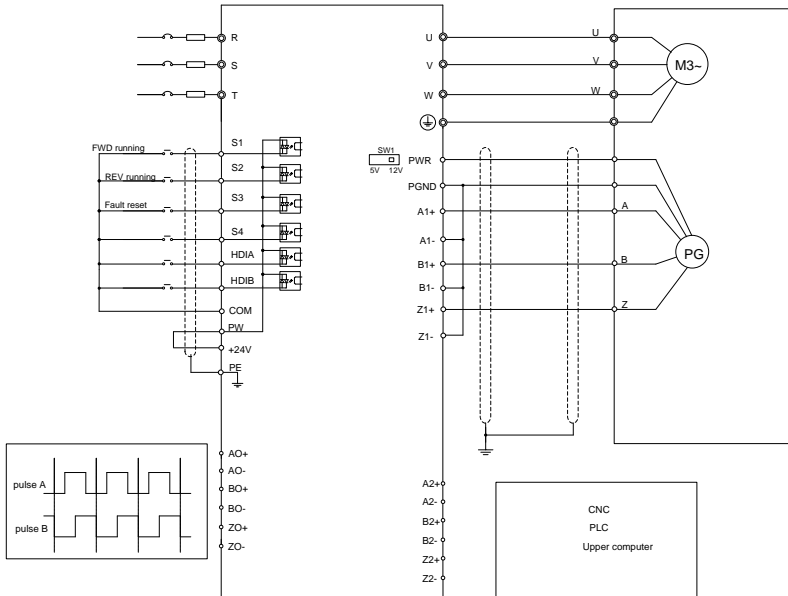 R
S
T
U
V
W
U
V
W
M3~
FWD running
S1
REV running
S2
Fault reset
S3
S4
HDIA
HDIB
COM
PW
+24V
PE
SW1
5V 12V
PWR
PGND
A1+
A1-
B1+
B1-
Z1+
Z1-
A
B
Z
PG
pulse A
pulse B
AO+
AO-
BO+
BO-
ZO+
ZO-
A2+
A2-
B2+
B2-
Z2+
Z2-
CNC
PLC
Upper computer